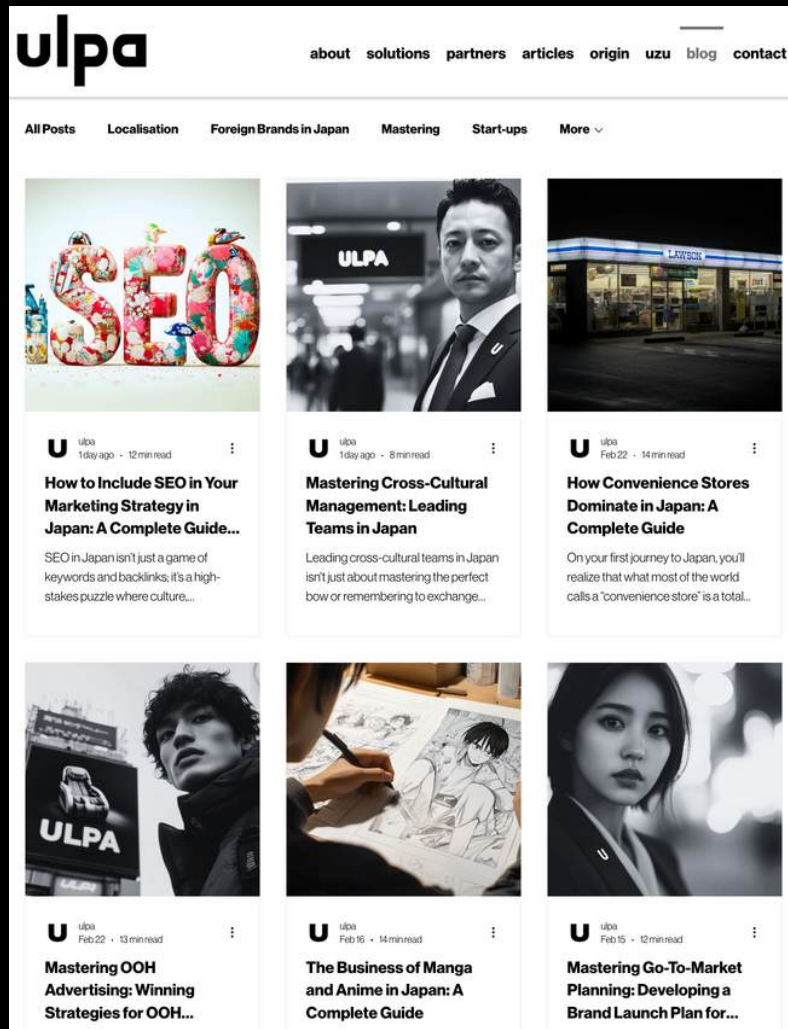 ulpa
about solutions partners articles origin uzu blog contact
All Posts Localisation Foreign Brands in Japan Mastering Start-ups More
SEO
ULPA
U
LAWSON
U ulpa
1 day ago · 12 min read
How to Include SEO in Your
Marketing Strategy in
Japan: A Complete Guide...
SEO in Japan isn't just a game of
keywords and backlinks; it's a high-
stakes puzzle where culture,...
U ulpa
1 day ago · 8 min read
Mastering Cross-Cultural
Management: Leading
Teams in Japan
Leading cross-cultural teams in Japan
isn't just about mastering the perfect
bow or remembering to exchange...
U ulpa
Feb 22 · 14 min read
How Convenience Stores
Dominate in Japan: A
Complete Guide
On your first journey to Japan, you'll
realize that what most of the world
calls a "convenience store" is a total...
ULPA
ULPA
U
U ulpa
Feb 22 · 13 min read
Mastering OOH
Advertising: Winning
Strategies for OOH...
U ulpa
Feb 16 · 14 min read
The Business of Manga
and Anime in Japan: A
Complete Guide
U ulpa
Feb 15 · 12 min read
Mastering Go-To-Market
Planning: Developing a
Brand Launch Plan for...